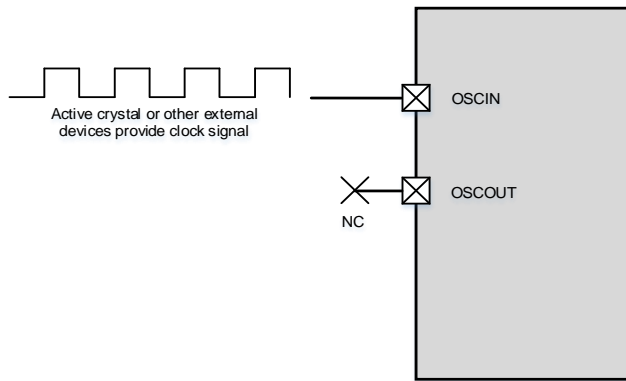 OSCIN
Active crystal or other external
devices provide clock signal
OSCOUT
NC